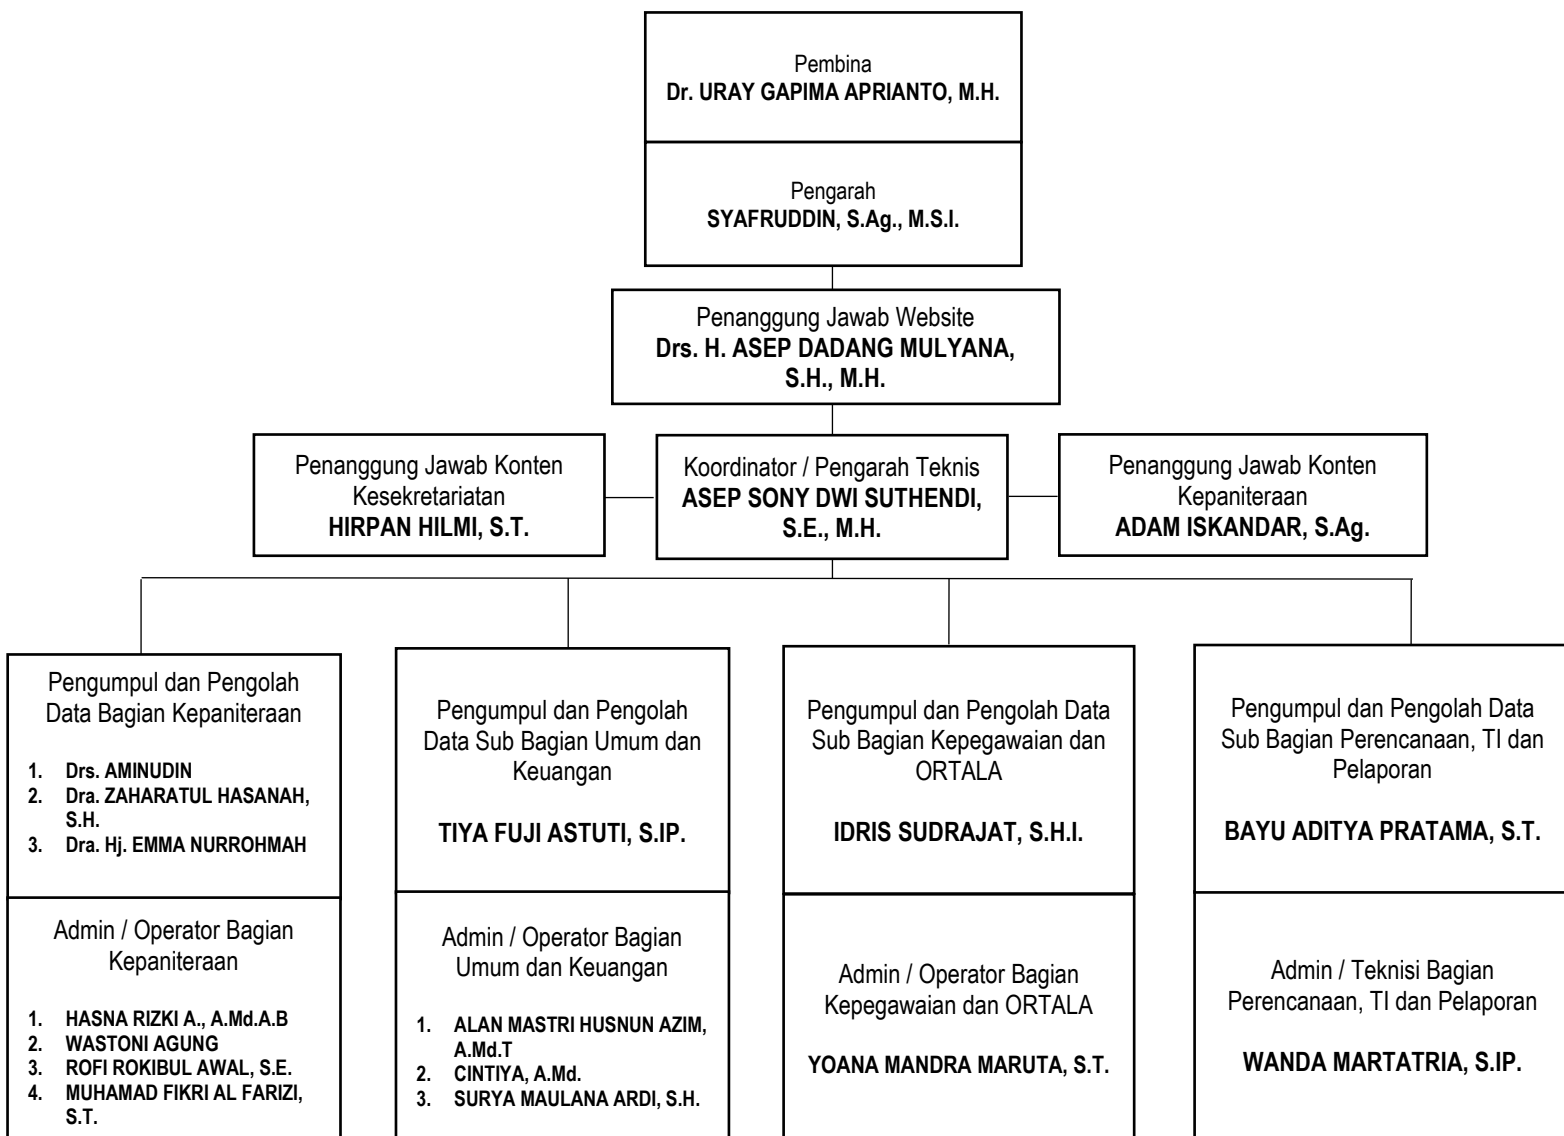 Pembina
Dr. URAY GAPIMA APRIANTO, M.H.
Pengarah
SYAFRUDDIN, S.Ag., M.S.I.
Penanggung Jawab Website
Drs. H. ASEP DADANG MULYANA,
S.H., M.H.
Penanggung Jawab Konten
Kesekretariatan
HIRPAN HILMI, S.T.
Koordinator / Pengarah Teknis
ASEP SONY DWI SUTHENDI,
S.E., M.H.
Penanggung Jawab Konten
Kepaniteraan
ADAM ISKANDAR, S.Ag.
Pengumpul dan Pengolah
Data Bagian Kepaniteraan
1. Drs. AMINUDIN
2. Dra. ZAHARATUL HASANAH,
S.H.
3. Dra. Hj. EMMA NURROHMAH
Admin / Operator Bagian
Kepaniteraan
1. HASNA RIZKI A., A.Md.A.B
2. WASTONI AGUNG
3. ROFI ROKIBUL AWAL, S.E.
4. MUHAMAD FIKRI AL FARIZI,
S.T.
Pengumpul dan Pengolah
Data Sub Bagian Umum dan
Keuangan
TIYA FUJI ASTUTI, S.IP.
Admin / Operator Bagian
Umum dan Keuangan
1. ALAN MASTRI HUSNUN AZIM,
A.Md.T
2. CINTIYA, A.Md.
3. SURYA MAULANA ARDI, S.H.
Pengumpul dan Pengolah Data
Sub Bagian Kepegawaian dan
ORTALA
IDRIS SUDRAJAT, S.H.I.
Admin / Operator Bagian
Kepegawaian dan ORTALA
YOANA MANDRA MARUTA, S.T.
Pengumpul dan Pengolah Data
Sub Bagian Perencanaan, TI dan
Pelaporan
BAYU ADITYA PRATAMA, S.T.
Admin / Teknisi Bagian
Perencanaan, TI dan Pelaporan
WANDA MARTATRIA, S.IP.